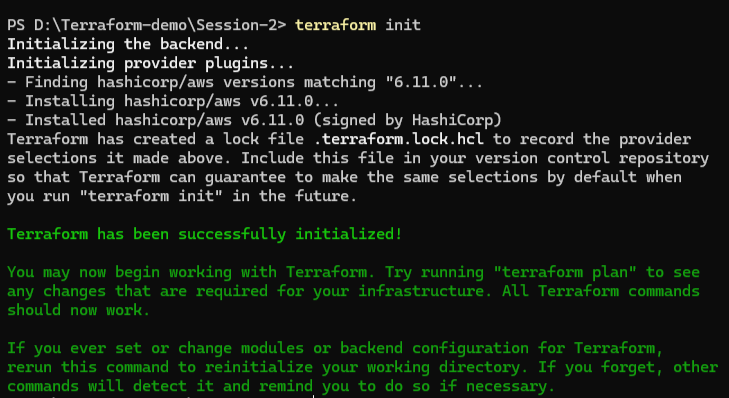 PS D:\Terraform-demo\Session-2> terraform init
Initializing the backend...
Initializing provider plugins...
- Finding hashicorp/aws versions matching "6.11.0"...
- Installing hashicorp/aws v6.11.0...
- Installed hashicorp/aws v6.11.0 (signed by HashiCorp)
Terraform has created a lock file .terraform.lock.hcl to record the provider
selections it made above. Include this file in your version control repository
so that Terraform can guarantee to make the same selections by default when
you run "terraform init" in the future.
Terraform has been successfully initialized!
You may now begin working with Terraform. Try running "terraform plan" to see
any changes that are required for your infrastructure. All Terraform commands
should now work.
If you ever set or change modules or backend configuration for Terraform,
rerun this command to reinitialize your working directory. If you forget, other
commands will detect it and remind you to do so if necessary.